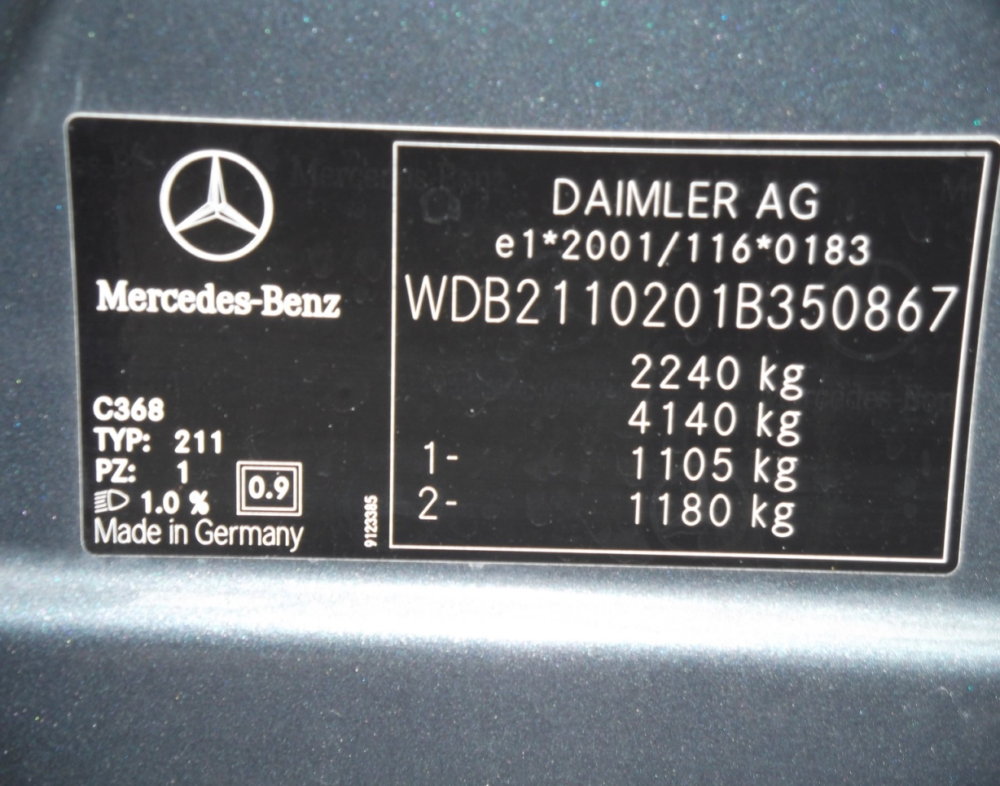 Mercedes-Benz
C368
TYP: 211
PZ: 1
1.0 %
0.9
Made in Germany
9123385
DAIMLER AG
e1*2001/116*0183
WDB2110201B350867
2240 kg
4140 kg
1- 1105 kg
2- 1180 kg